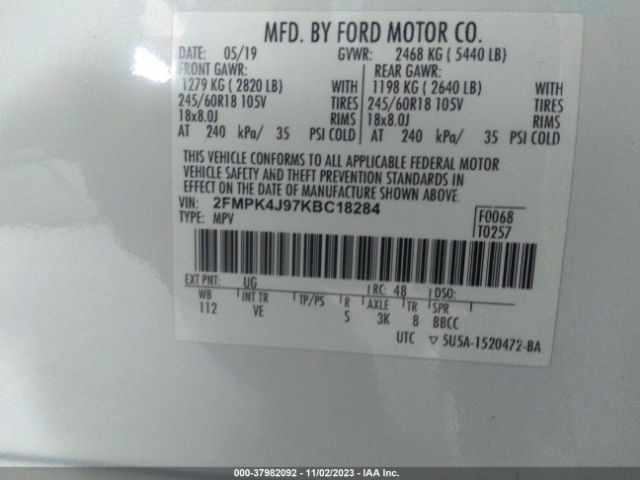 MFD. BY FORD MOTOR CO.
DATE: 05/19 GVWR: 2468 KG ( 5440 LB)
FRONT GAWR: REAR GAWR:
1279 KG ( 2820 LB) WITH 1198 KG ( 2640 LB) WITH
245/60R18 105V TIRES 245/60R18 105V TIRES
18x8.0J RIMS 18x8.0J RIMS
AT 240 kPa/ 35 PSI COLD AT 240 kPa/ 35 PSI COLD
THIS VEHICLE CONFORMS TO ALL APPLICABLE FEDERAL MOTOR
VEHICLE SAFETY AND THEFT PREVENTION STANDARDS IN
EFFECT ON THE DATE OF MANUFACTURE SHOWN ABOVE.
VIN: 2FMPK4J97KBC18284
TYPE: MPV
F0068
T0257
EXT PNT: UG RC: 48 DSO:
WB INT TR TP/PS R AXLE TR SPR
112 VE S 3K 8 BBCC
UTC ▽ 5U5A-1520472-BA
000-37982092 - 11/02/2023 - IAA Inc.